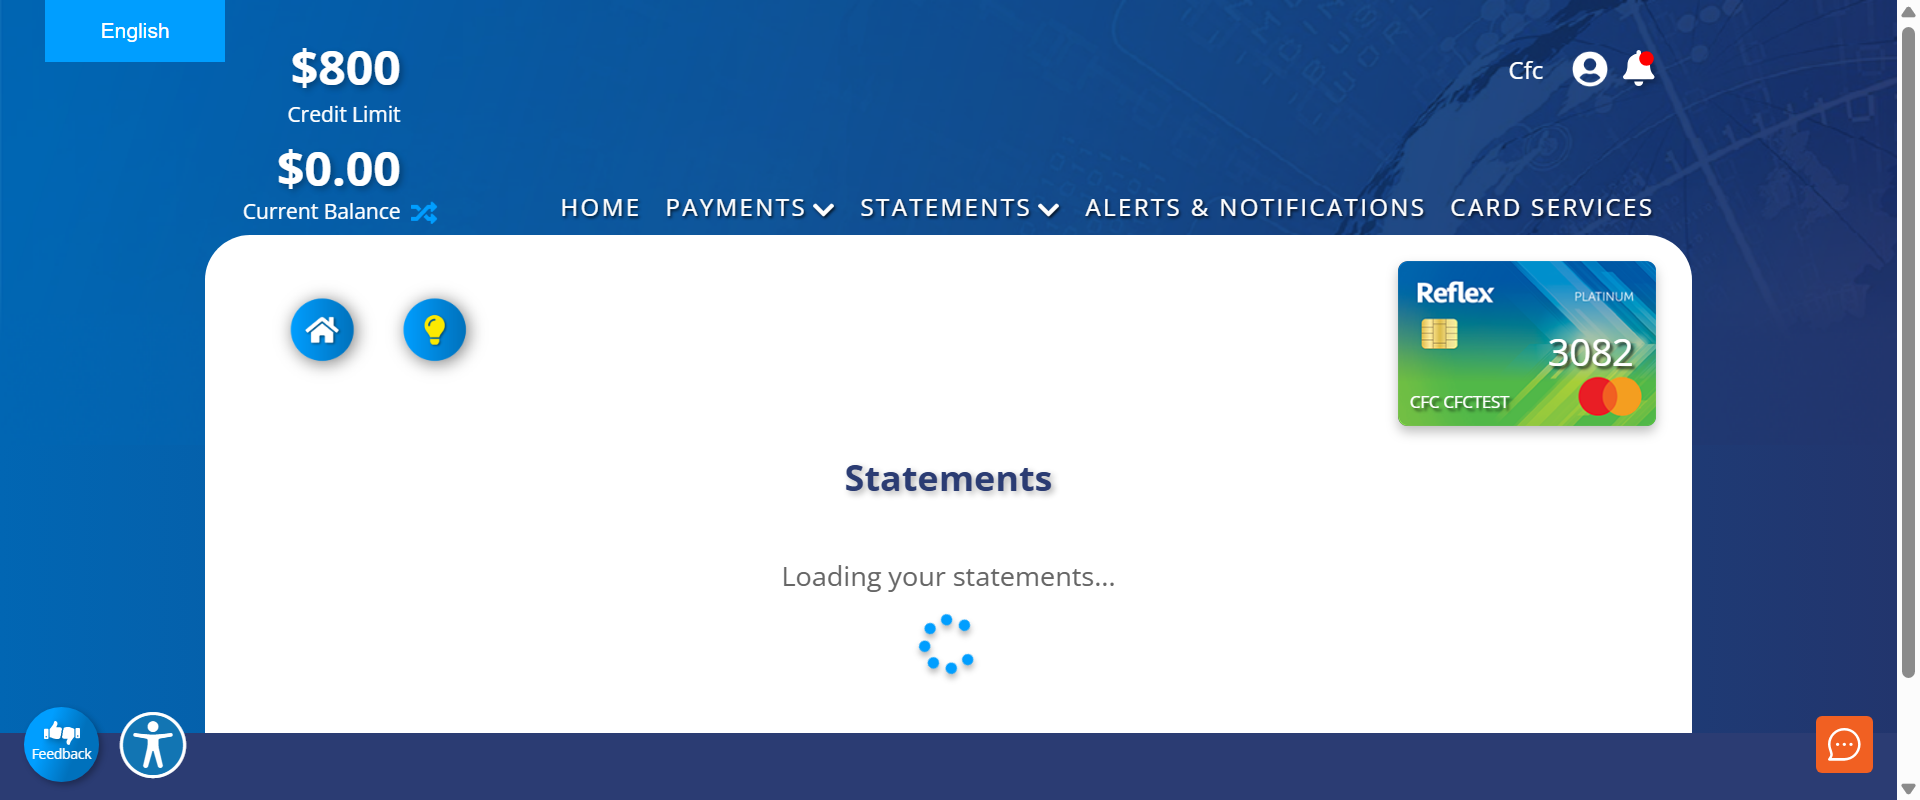 English
$800
Credit Limit
$0.00
Current Balance
Cfc
HOME PAYMENTS STATEMENTS ALERTS & NOTIFICATIONS CARD SERVICES
Reflex
PLATINUM
3082
CFC CFCTEST
Statements
Loading your statements...
Feedback